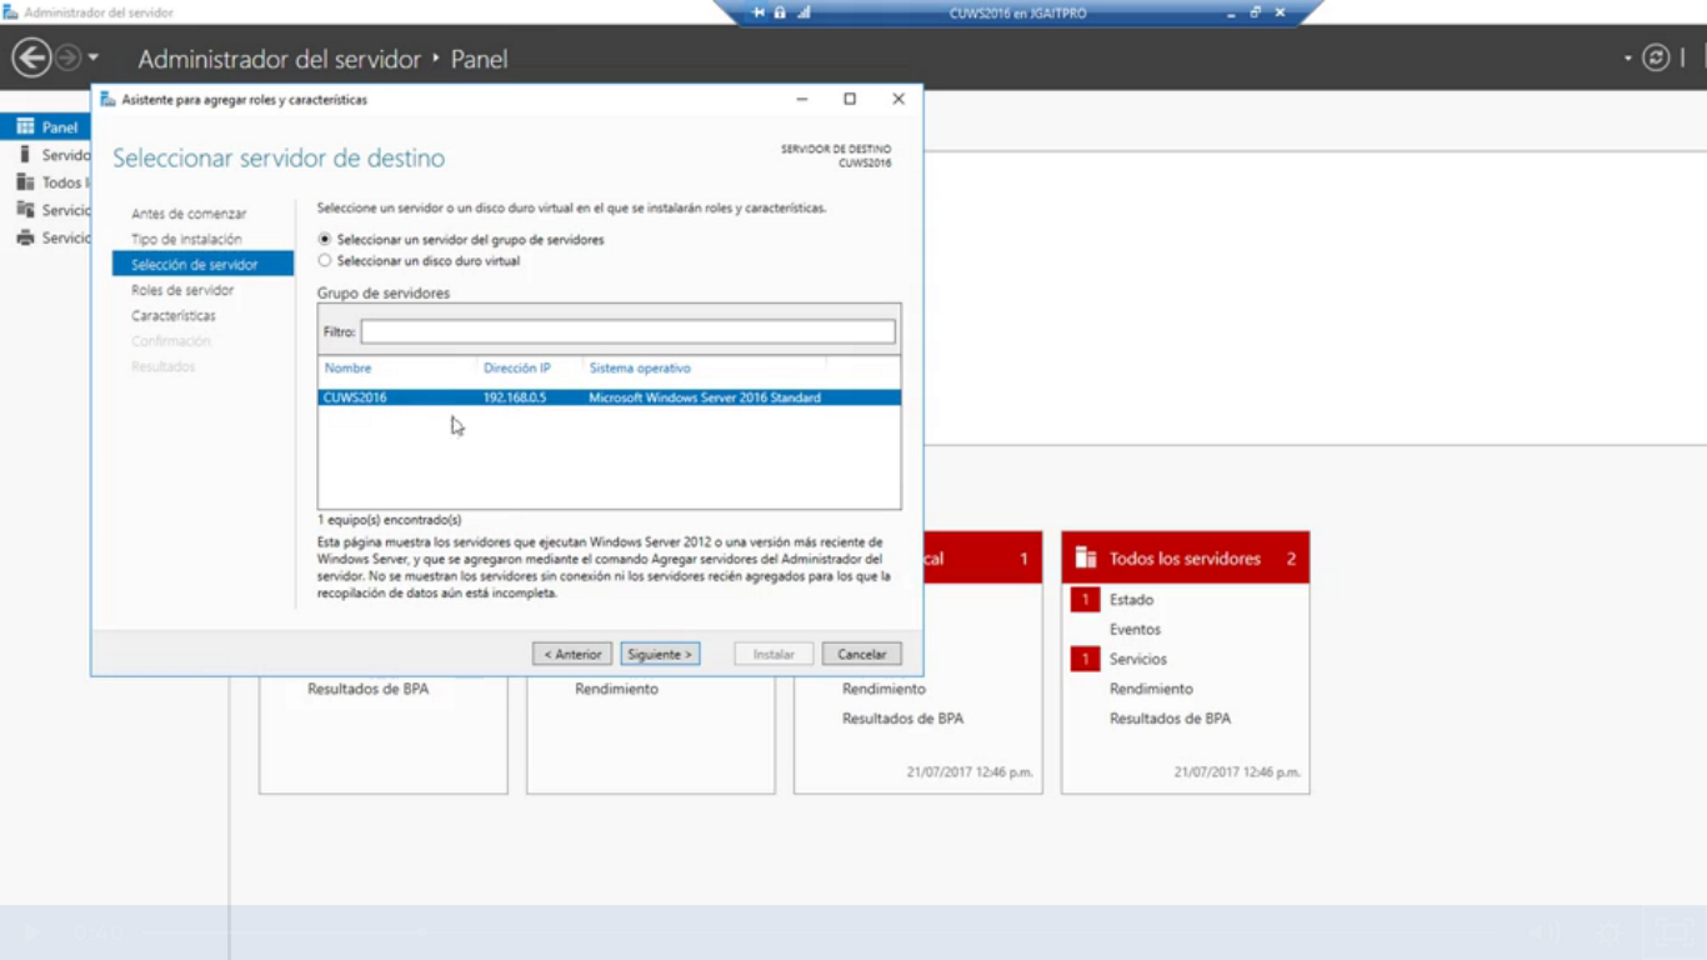 Administrador del servidor
CUWS2016 en JGAITPRO
Administrador del servidor ‣ Panel
Asistente para agregar roles y características
Panel
Servido
Todos l
Servicio
Servicio
Seleccionar servidor de destino
SERVIDOR DE DESTINO
CUWS2016
Antes de comenzar
Tipo de instalación
Selección de servidor
Roles de servidor
Características
Confirmación
Resultados
Seleccione un servidor o un disco duro virtual en el que se instalarán roles y características.
Seleccionar un servidor del grupo de servidores
Seleccionar un disco duro virtual
Grupo de servidores
Filtro:
Nombre Dirección IP Sistema operativo
CUWS2016 192.168.0.5 Microsoft Windows Server 2016 Standard
1 equipo(s) encontrado(s)
Esta página muestra los servidores que ejecutan Windows Server 2012 o una versión más reciente de
Windows Server, y que se agregaron mediante el comando Agregar servidores del Administrador del
servidor. No se muestran los servidores sin conexión ni los servidores recién agregados para los que la
recopilación de datos aún está incompleta.
< Anterior Siguiente > Instalar Cancelar
Resultados de BPA
Rendimiento
cal 1
Rendimiento
Resultados de BPA
21/07/2017 12:46 p.m.
Todos los servidores 2
1 Estado
Eventos
1 Servicios
Rendimiento
Resultados de BPA
21/07/2017 12:46 p.m.